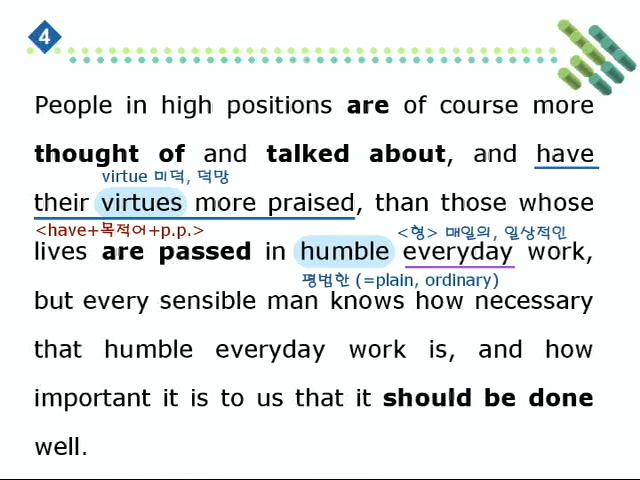 4
People in high positions are of course more
thought of and talked about, and have
virtue 미덕, 덕망
their virtues more praised, than those whose
<have+목적어+p.p.> <형> 매일의, 일상적인
lives are passed in humble everyday work,
평범한 (=plain, ordinary)
but every sensible man knows how necessary
that humble everyday work is, and how
important it is to us that it should be done
well.